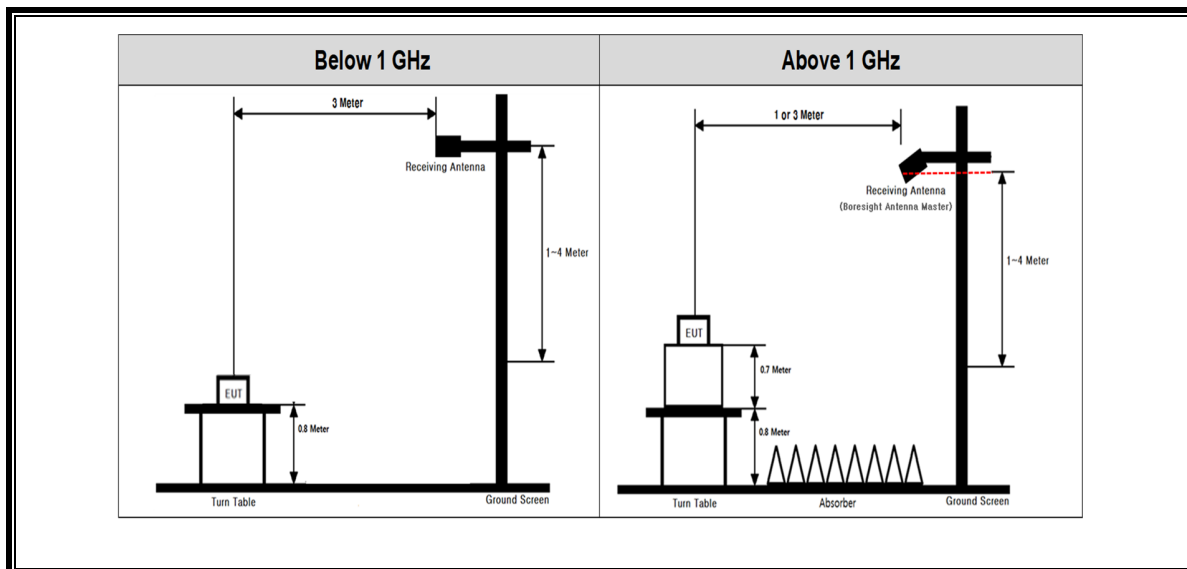 Below 1 GHz
3 Meter
Receiving Antenna
1~4 Meter
EUT
0.8 Meter
Turn Table
Ground Screen
Above 1 GHz
1 or 3 Meter
Receiving Antenna
(Boresight Antenna Master)
1~4 Meter
EUT
0.7 Meter
0.8 Meter
Turn Table
Absorber
Ground Screen